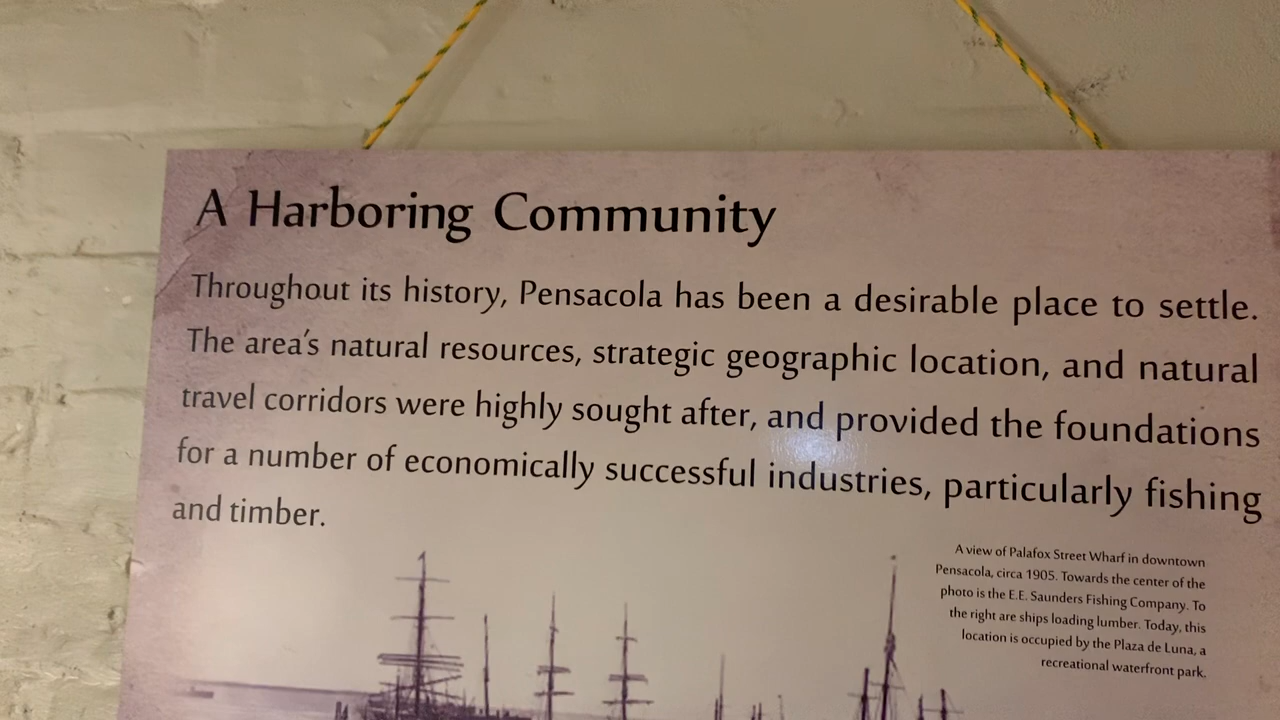 A Harboring Community
Throughout its history, Pensacola has been a desirable place to settle.
The area's natural resources, strategic geographic location, and natural
travel corridors were highly sought after, and provided the foundations
for a number of economically successful industries, particularly fishing
and timber.
A view of Palafox Street Wharf in downtown
Pensacola, circa 1905. Towards the center of the
photo is the E.E. Saunders Fishing Company. To
the right are ships loading lumber. Today, this
location is occupied by the Plaza de Luna, a
recreational waterfront park.